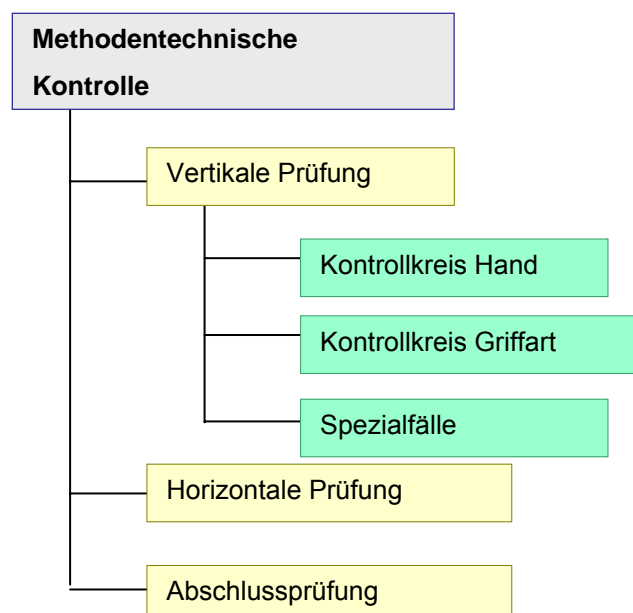 Methodentechnische
Kontrolle
Vertikale Prüfung
Kontrollkreis Hand
Kontrollkreis Griffart
Spezialfälle
Horizontale Prüfung
Abschlussprüfung